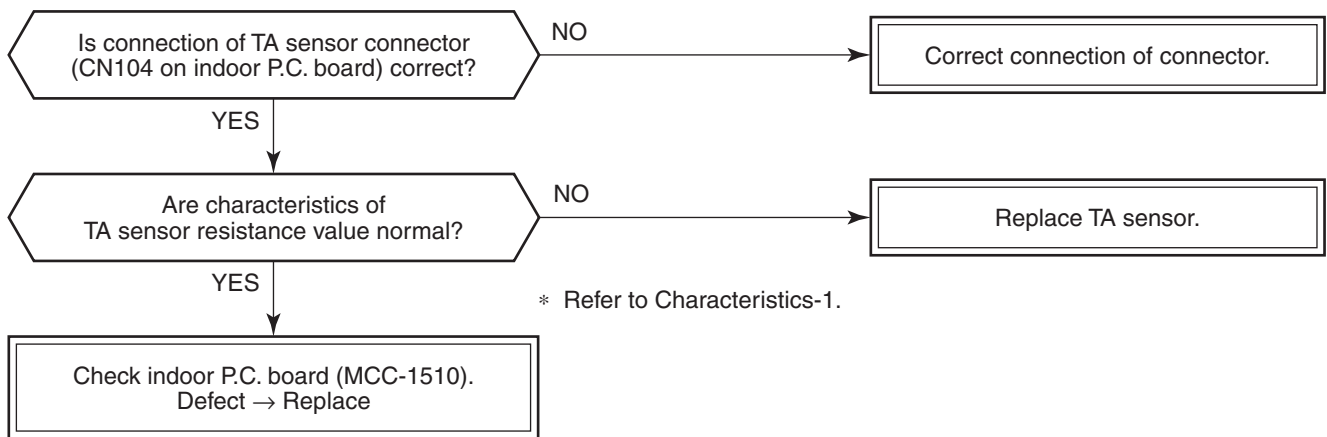 Is connection of TA sensor connector
(CN104 on indoor P.C. board) correct?
NO
Correct connection of connector.
YES
Are characteristics of
TA sensor resistance value normal?
NO
Replace TA sensor.
YES
* Refer to Characteristics-1.
Check indoor P.C. board (MCC-1510).
Defect → Replace